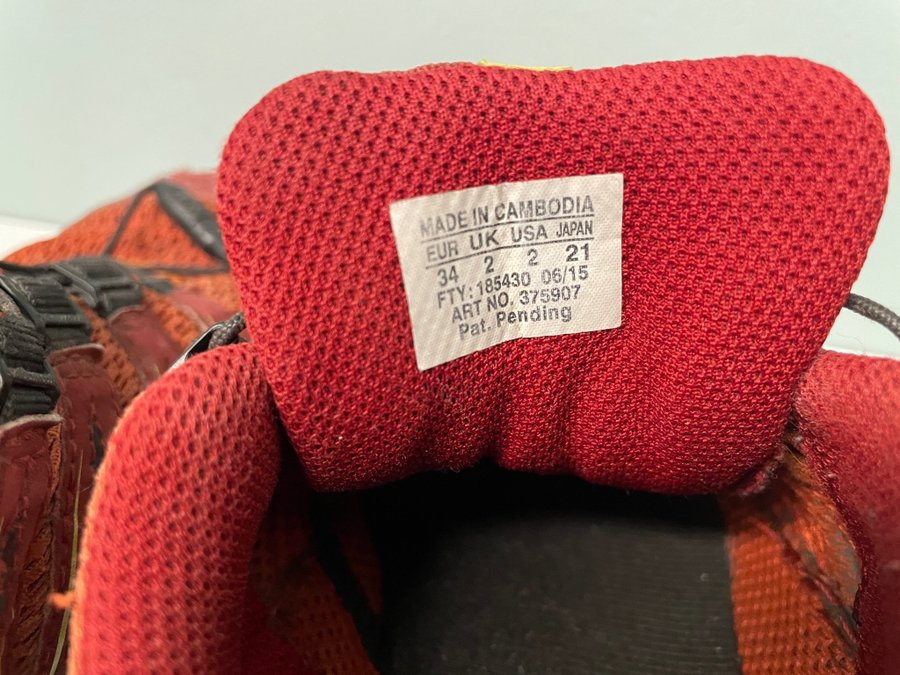 MADE IN CAMBODIA
EUR UK USA JAPAN
34 2 2 21
FTY: 185430 06/15
ART NO. 375907
Pat. Pending